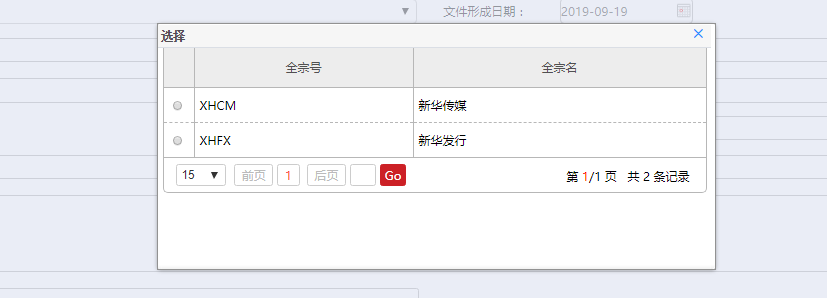 文件形成日期： 2019-09-19
选择
全宗号 全宗名
XHCM 新华传媒
XHFX 新华发行
15 前页 1 后页 Go 第 1/1 页 共 2 条记录